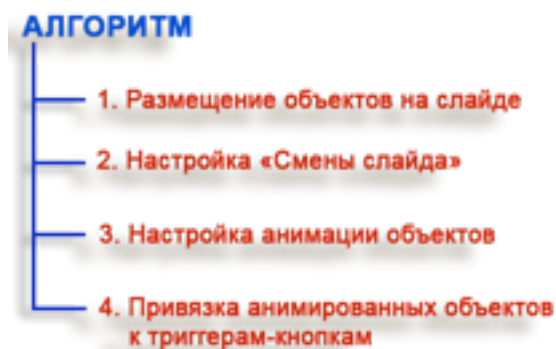 АЛГОРИТМ
1. Размещение объектов на слайде
2. Настройка «Смены слайда»
3. Настройка анимации объектов
4. Привязка анимированных объектов
к триггерам-кнопкам